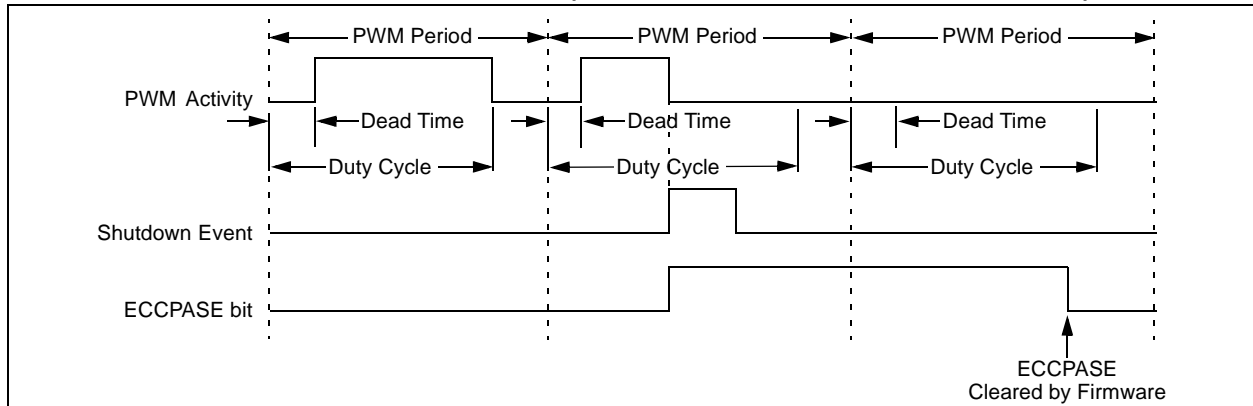 PWM Period PWM Period PWM Period
PWM Activity
Dead Time Dead Time Dead Time
Duty Cycle Duty Cycle Duty Cycle
Shutdown Event
ECCPASE bit
ECCPASE
Cleared by Firmware